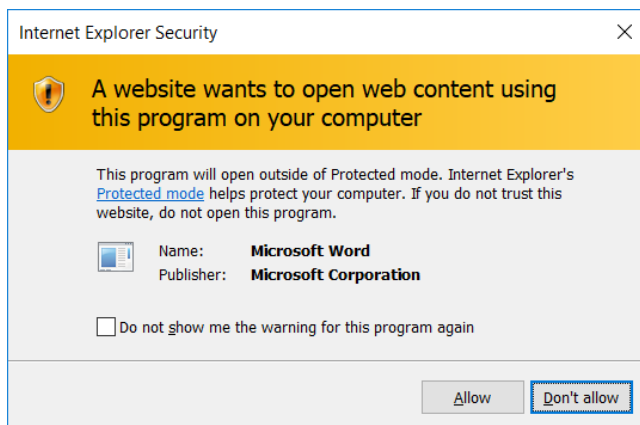 Internet Explorer Security
A website wants to open web content using
this program on your computer
This program will open outside of Protected mode. Internet Explorer's
Protected mode helps protect your computer. If you do not trust this
website, do not open this program.
Name: Microsoft Word
Publisher: Microsoft Corporation
Do not show me the warning for this program again
Allow Don't allow